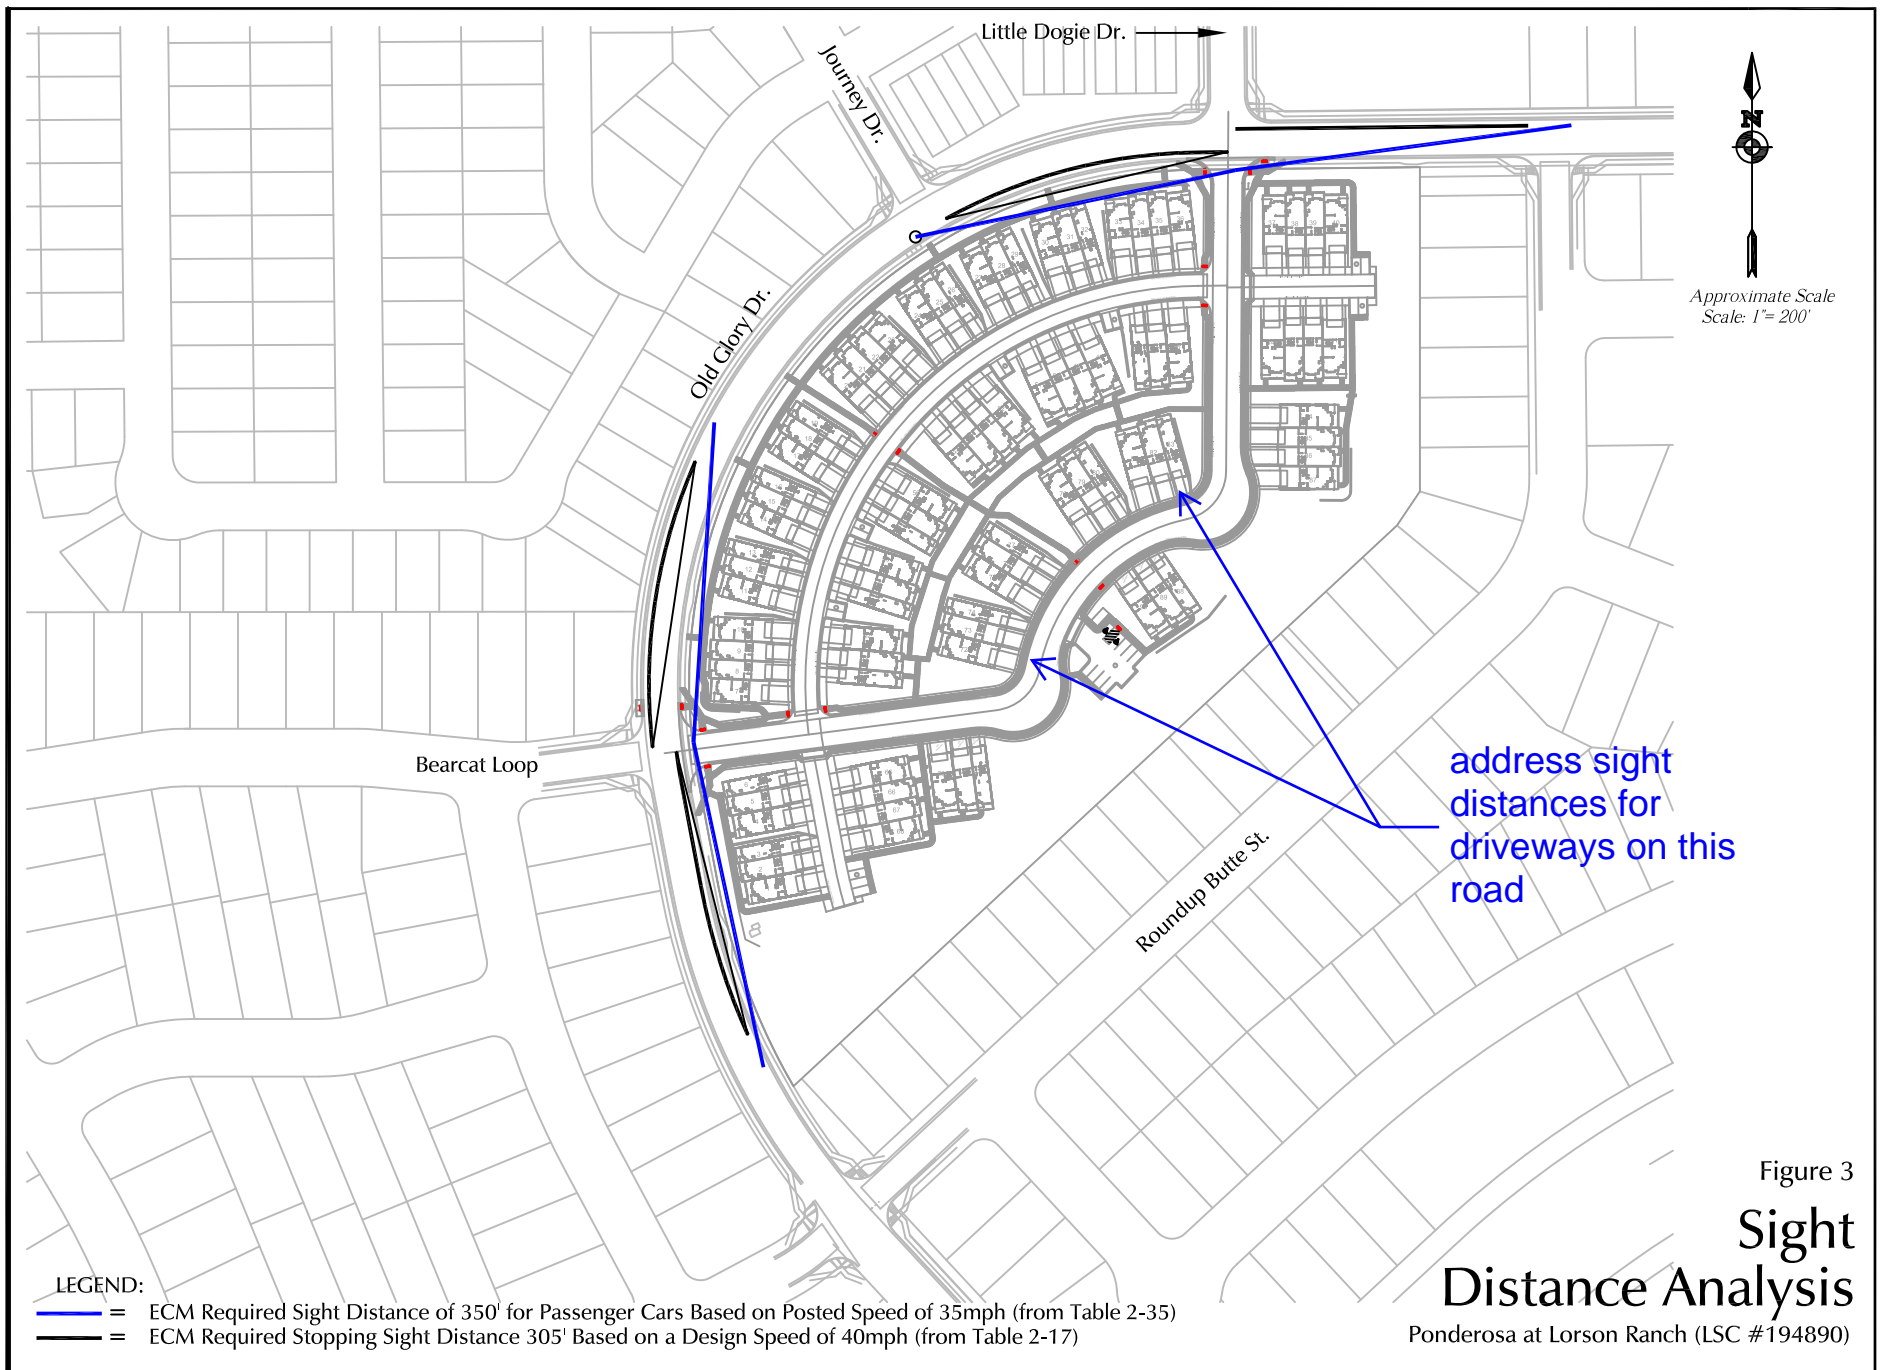 Little Dogie Dr.
Journey Dr.
N
Approximate Scale
Scale: 1"= 200'
Old Glory Dr.
Bearcat Loop
address sight
distances for
driveways on this
road
Roundup Butte St.
Figure 3
Sight
Distance Analysis
Ponderosa at Lorson Ranch (LSC #194890)
LEGEND:
= ECM Required Sight Distance of 350' for Passenger Cars Based on Posted Speed of 35mph (from Table 2-35)
= ECM Required Stopping Sight Distance 305' Based on a Design Speed of 40mph (from Table 2-17)